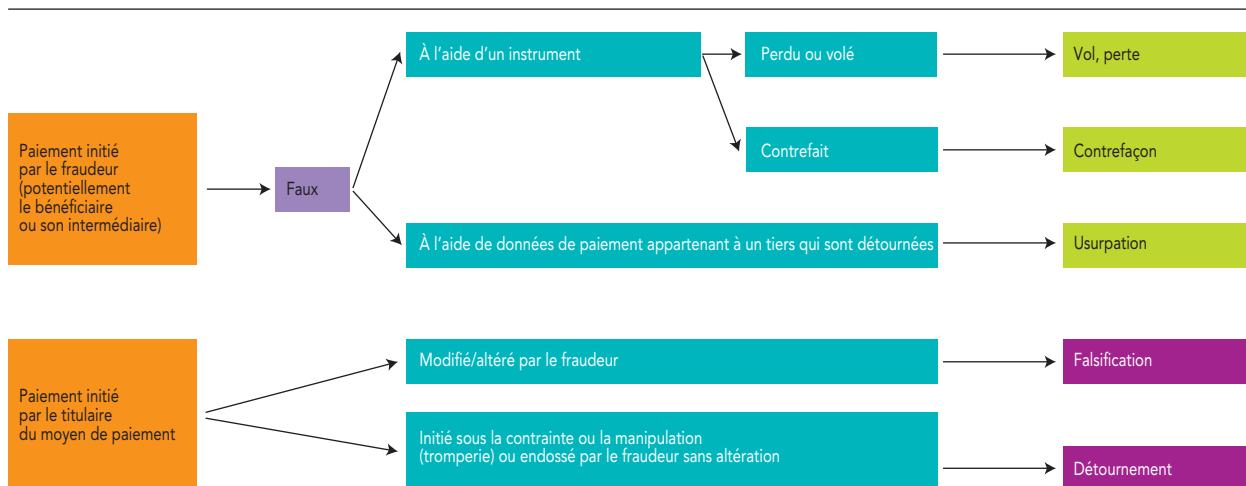 À l’aide d’un instrument
Perdu ou volé
Vol, perte
Paiement initié
par le fraudeur
(potentiellement
le bénéficiaire
ou son intermédiaire)
Faux
Contrefait
Contrefaçon
À l’aide de données de paiement appartenant à un tiers qui sont détournées
Usurpation
Paiement initié
par le titulaire
du moyen de paiement
Modifié/altéré par le fraudeur
Falsification
Initié sous la contrainte ou la manipulation
(tromperie) ou endossé par le fraudeur sans altération
Détournement